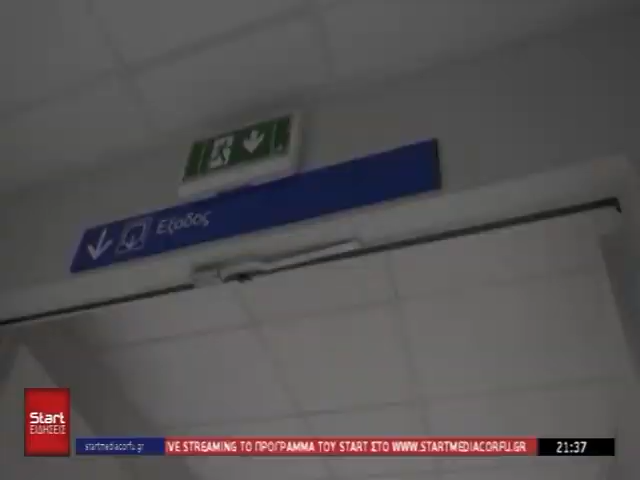 Έξοδος
Start
ΕΙΔΗΣΕΙΣ
startmediacorfu.gr
VE STREAMING ΤΟ ΠΡΟΓΡΑΜΜΑ ΤΟΥ START ΣΤΟ WWW.STARTMEDIACORFU.GR
21:37